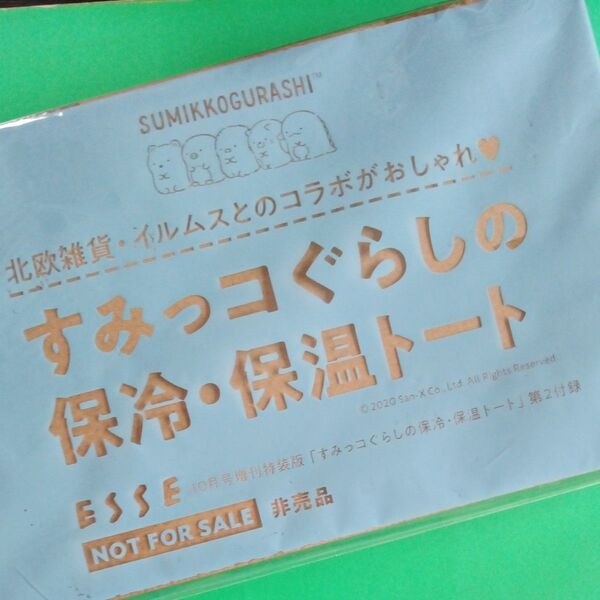 SUMIKKOGURASHI™
北欧雑貨・イルムスとのコラボがおしゃれ♥
すみっコぐらしの
保冷・保温トート
©2020 San-X Co., Ltd. All Rights Reserved.
ESSE 10月号増刊特装版「すみっコぐらしの保冷・保温トート」第2付録
NOT FOR SALE 非売品